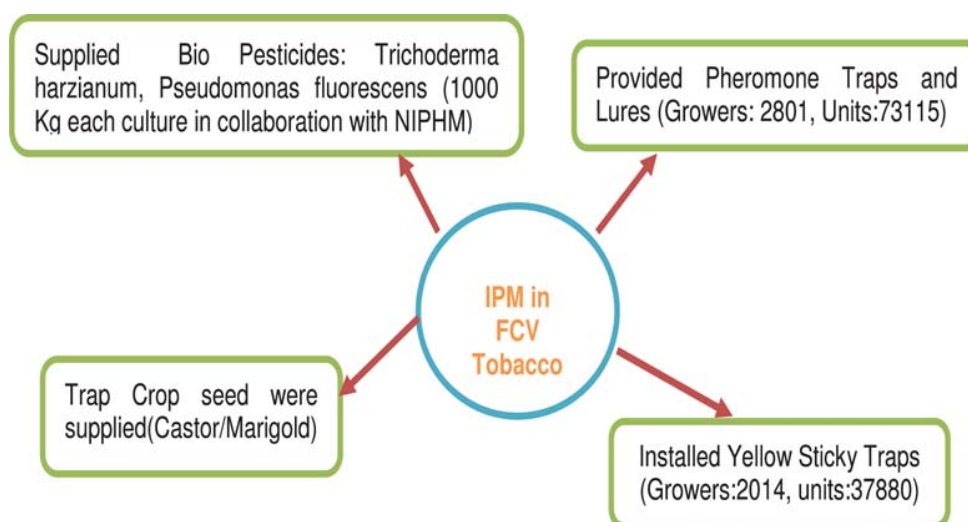 Supplied Bio Pesticides: Trichoderma
harzianum, Pseudomonas fluorescens (1000
Kg each culture in collaboration with NIPHM)
Provided Pheromone Traps and
Lures (Growers: 2801, Units:73115)
IPM in
FCV
Tobacco
Trap Crop seed were
supplied(Castor/Marigold)
Installed Yellow Sticky Traps
(Growers:2014, units:37880)